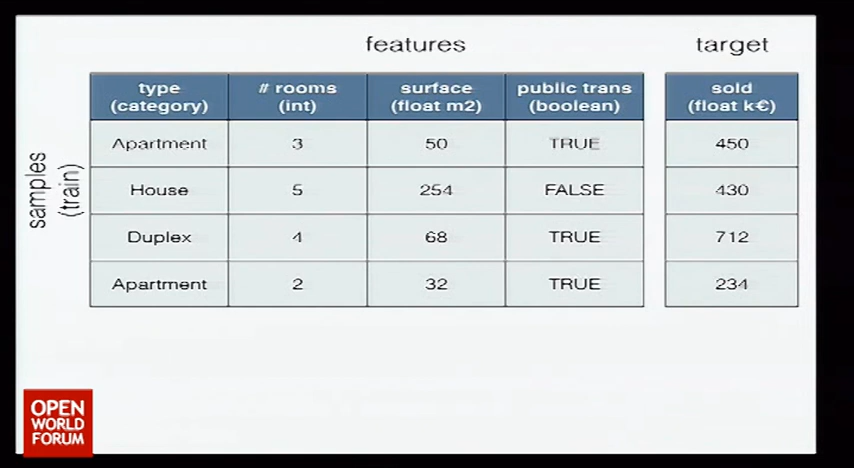 features
target
type # rooms surface public trans sold
(category) (int) (float m2) (boolean) (float k€)
samples
(train)
Apartment 3 50 TRUE 450
House 5 254 FALSE 430
Duplex 4 68 TRUE 712
Apartment 2 32 TRUE 234
OPEN
WORLD
FORUM